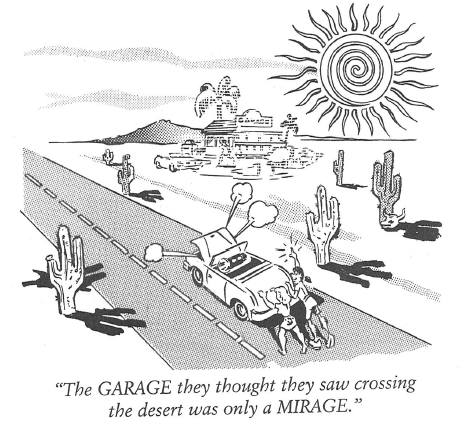 “The GARAGE they thought they saw crossing
the desert was only a MIRAGE.”